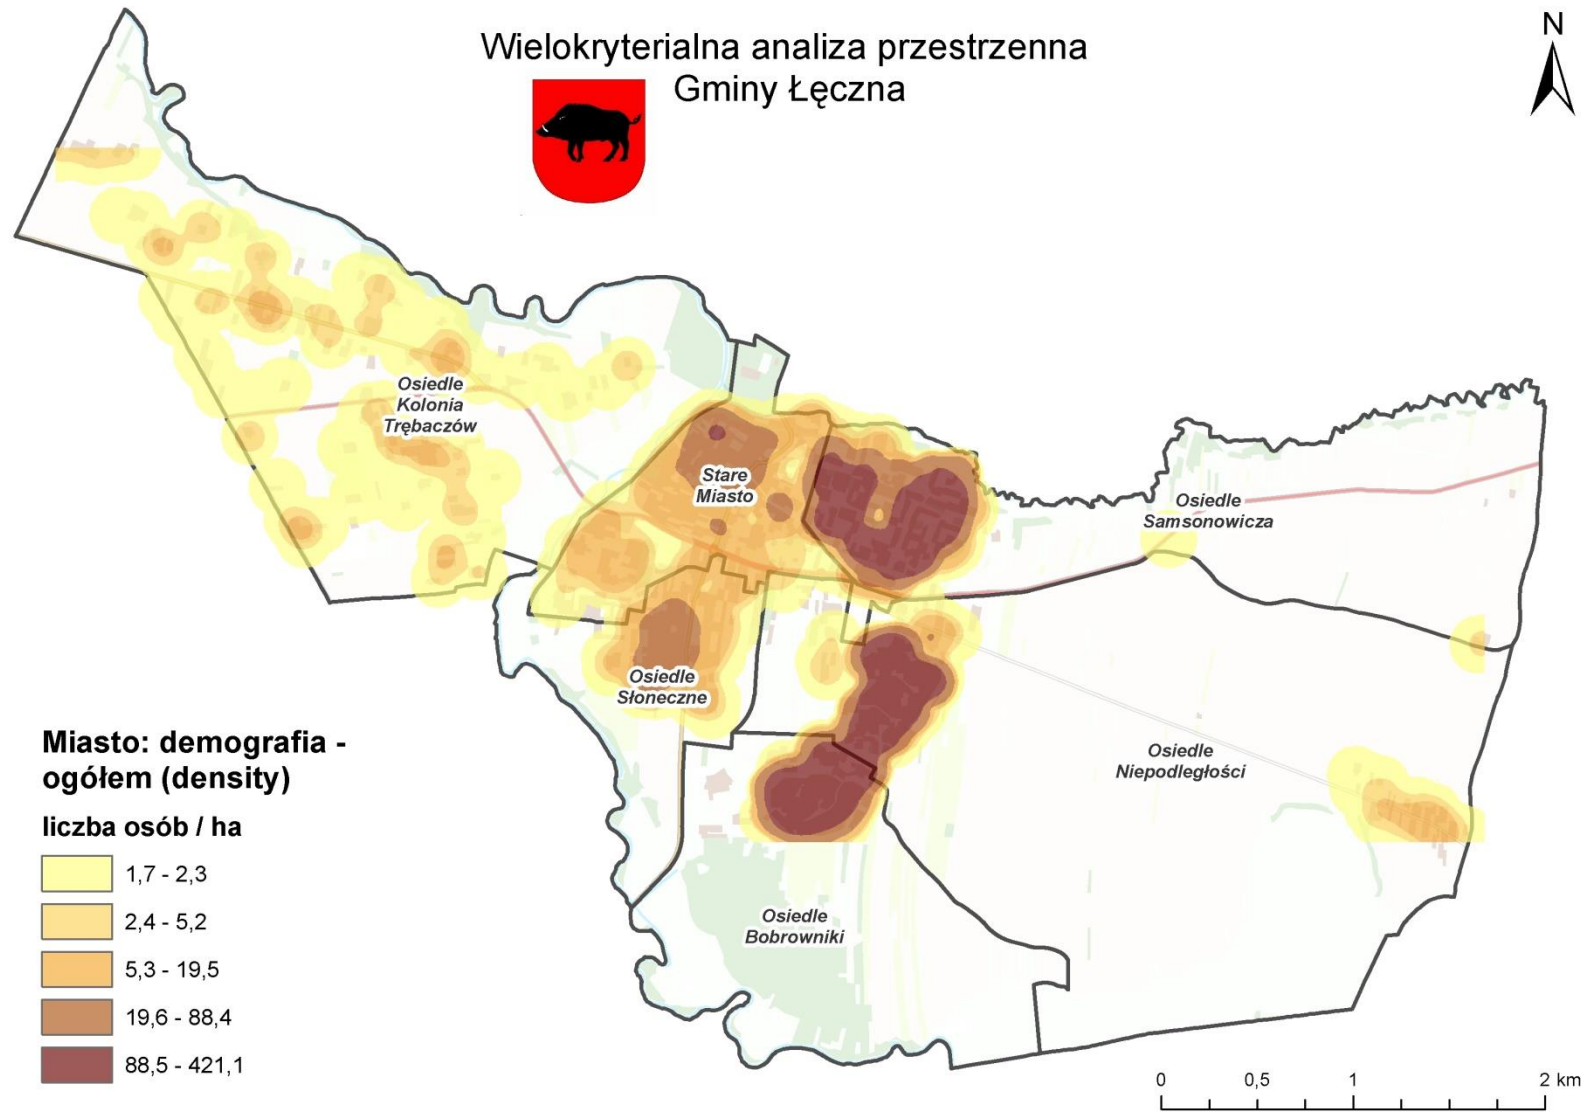 Wielokryterialna analiza przestrzenna
Gminy Łęczna
N
Osiedle
Kolonia
Trębaczów
Stare
Miasto
Osiedle
Samsonowicza
Osiedle
Słoneczne
Osiedle
Niepodległości
Osiedle
Bobrowniki
Miasto: demografia -
ogółem (density)
liczba osób / ha
1,7 - 2,3
2,4 - 5,2
5,3 - 19,5
19,6 - 88,4
88,5 - 421,1
0 0,5 1 2 km